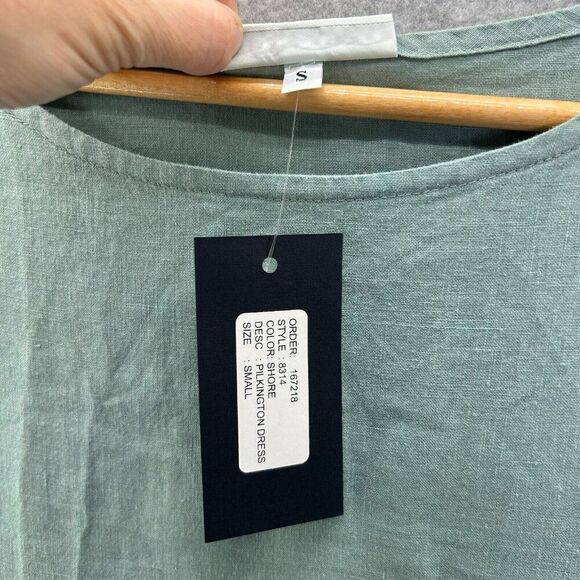 S
ORDER: 167218
STYLE : 8314
COLOR: SHORE
DESC : PILKINGTON DRESS
SIZE : SMALL